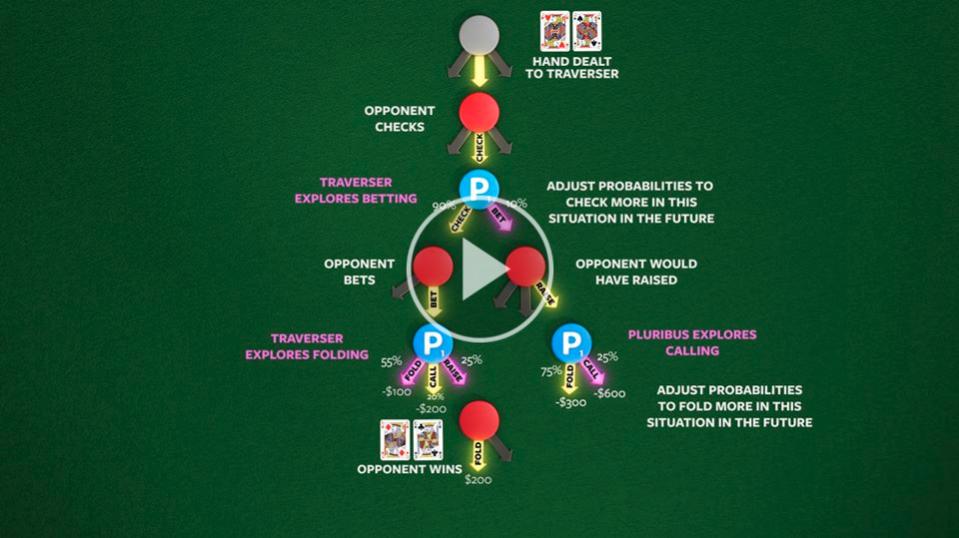 HAND DEALT
TO TRAVERSER
OPPONENT
CHECKS
CHECK
TRAVERSER
EXPLORES BETTING
P
90%
10%
CHECK
BET
ADJUST PROBABILITIES TO
CHECK MORE IN THIS
SITUATION IN THE FUTURE
OPPONENT
BETS
BET
RAISE
OPPONENT WOULD
HAVE RAISED
TRAVERSER
EXPLORES FOLDING
P1
55%
25%
FOLD
CALL
RAISE
-$100
-$200
P1
75%
25%
FOLD
CALL
-$300
-$600
PLURIBUS EXPLORES
CALLING
ADJUST PROBABILITIES
TO FOLD MORE IN THIS
SITUATION IN THE FUTURE
OPPONENT WINS
FOLD
$200